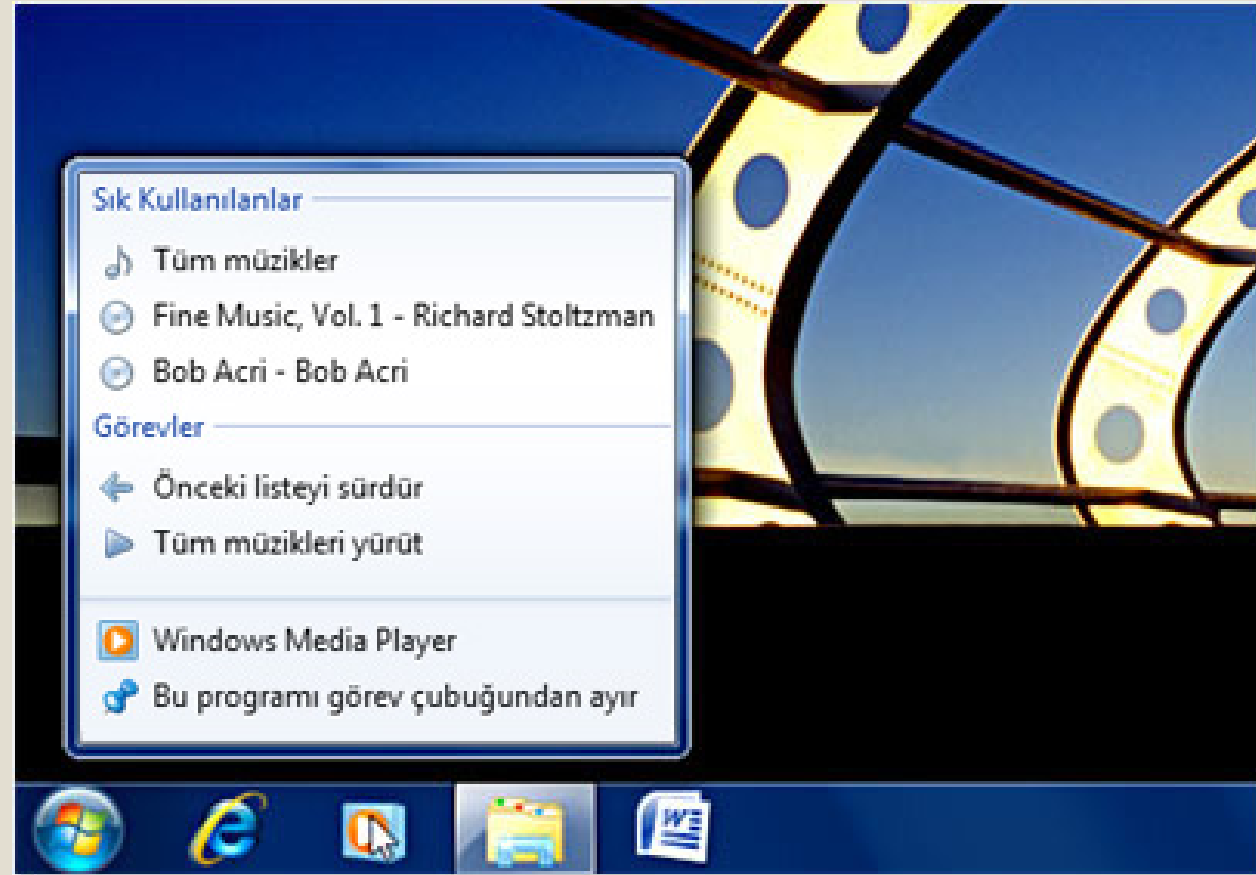 Sık Kullanılanlar
Tüm müzikler
Fine Music, Vol. 1 - Richard Stoltzman
Bob Acri - Bob Acri
Görevler
Önceki listeyi sürdür
Tüm müzikleri yürüt
Windows Media Player
Bu programı görev çubuğundan ayır
W